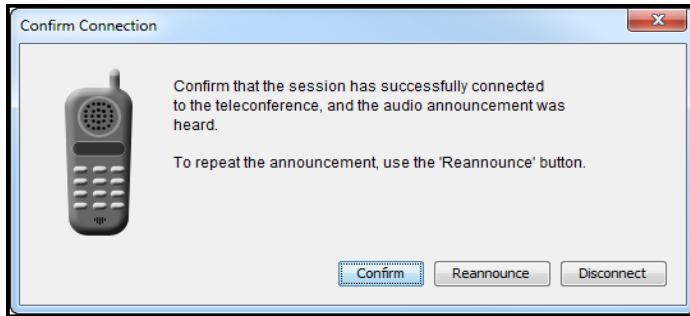 Confirm Connection
Confirm that the session has successfully connected
to the teleconference, and the audio announcement was
heard.
To repeat the announcement, use the 'Reannounce' button.
Confirm
Reannounce
Disconnect